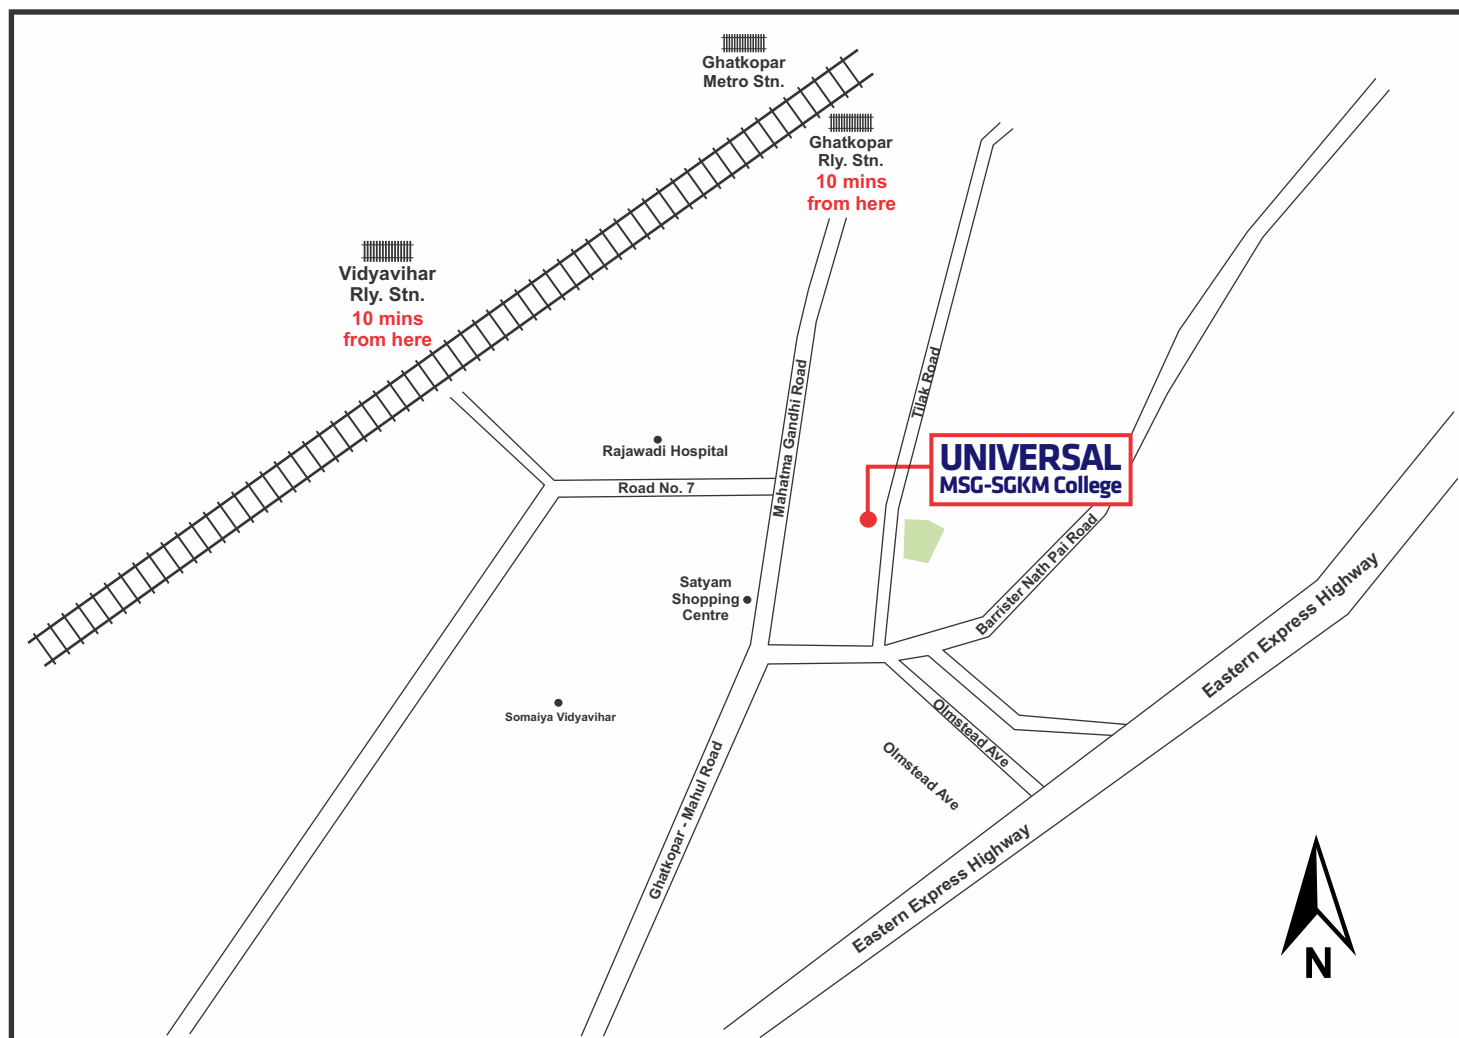 Ghatkopar
Metro Stn.
Ghatkopar
Rly. Stn.
10 mins
from here
Vidyavihar
Rly. Stn.
10 mins
from here
Tilak Road
Mahatma Gandhi Road
Rajawadi Hospital
Road No. 7
UNIVERSAL
MSG-SGKM College
Barrister Nath Pai Road
Satyam
Shopping
Centre
Eastern Express Highway
Somaiya Vidyavihar
Olmstead Ave
Olmstead Ave
Ghatkopar - Mahul Road
Eastern Express Highway
N